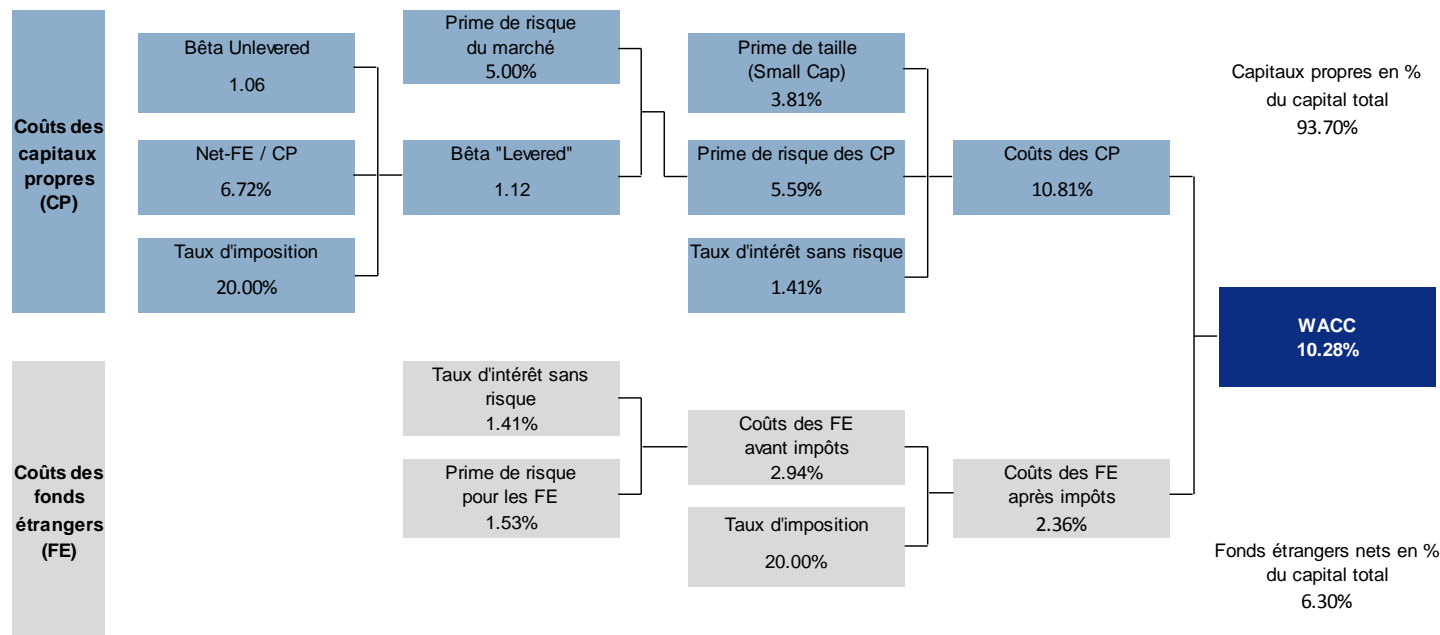 Coûts des
capitaux
propres
(CP)
Bêta Unlevered
1.06
Net-FE / CP
6.72%
Taux d'imposition
20.00%
Prime de risque
du marché
5.00%
Bêta "Levered"
1.12
Prime de taille
(Small Cap)
3.81%
Prime de risque des CP
5.59%
Taux d'intérêt sans risque
1.41%
Coûts des CP
10.81%
Capitaux propres en %
du capital total
93.70%
WACC
10.28%
Coûts des
fonds
étrangers
(FE)
Taux d'intérêt sans
risque
1.41%
Prime de risque
pour les FE
1.53%
Coûts des FE
avant impôts
2.94%
Taux d'imposition
20.00%
Coûts des FE
après impôts
2.36%
Fonds étrangers nets en %
du capital total
6.30%